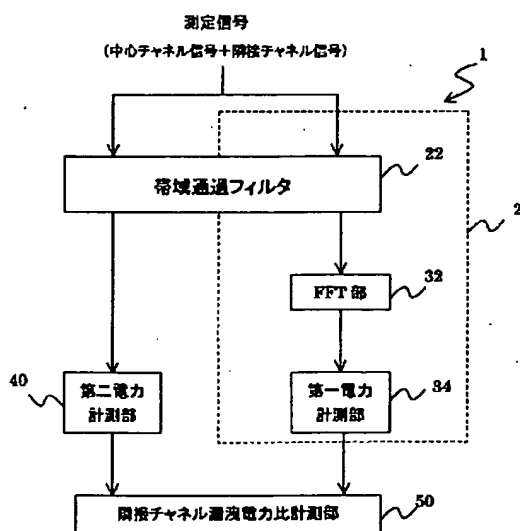 測定信号
(中心チャネル信号+隣接チャネル信号)
1
22
帯域通過フィルタ
2
FFT 部
32
40
第二電力
計測部
第一電力
計測部
34
隣接チャネル漏洩電力比計測部
50